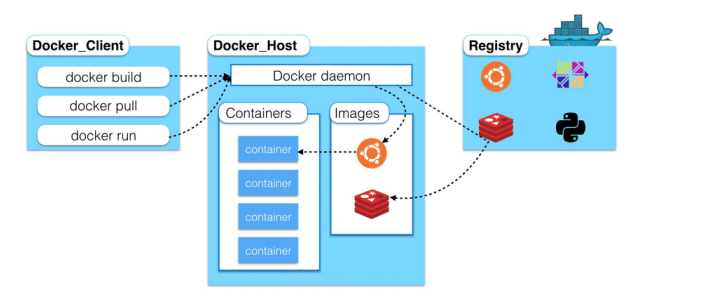 Docker_Client
docker build
docker pull
docker run
Docker_Host
Docker daemon
Containers
container
container
container
container
Images
Registry